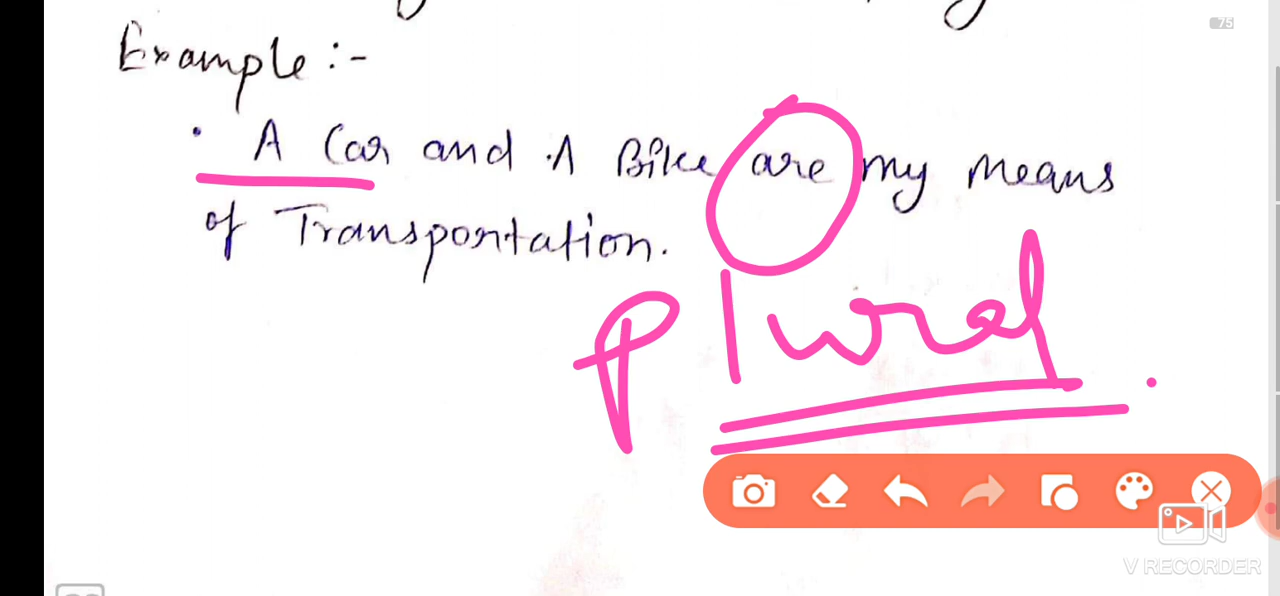 75
Example :-
· A Car and A Bike are my means
of Transportation.
plural
V RECORDER